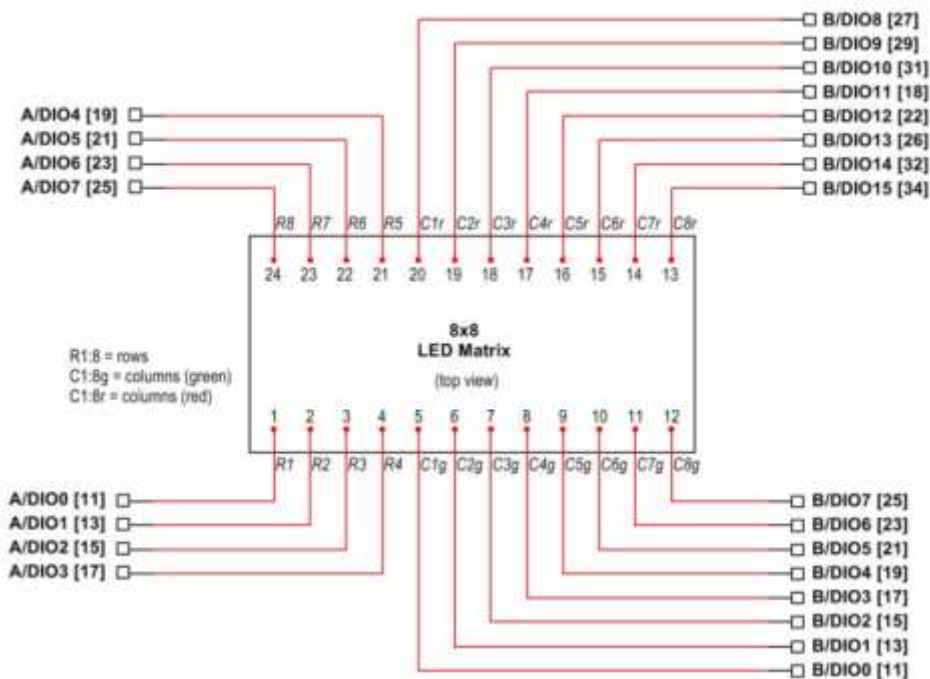 B/DIO8 [27]
B/DIO9 [29]
B/DIO10 [31]
B/DIO11 [18]
B/DIO12 [22]
B/DIO13 [26]
B/DIO14 [32]
B/DIO15 [34]
A/DIO4 [19]
A/DIO5 [21]
A/DIO6 [23]
A/DIO7 [25]
R8 R7 R6 R5 C1r C2r C3r C4r C5r C6r C7r C8r
24 23 22 21 20 19 18 17 16 15 14 13
8x8
LED Matrix
(top view)
R1:8 = rows
C1:8g = columns (green)
C1:8r = columns (red)
1 2 3 4 5 6 7 8 9 10 11 12
R1 R2 R3 R4 C1g C2g C3g C4g C5g C6g C7g C8g
A/DIO0 [11]
A/DIO1 [13]
A/DIO2 [15]
A/DIO3 [17]
B/DIO7 [25]
B/DIO6 [23]
B/DIO5 [21]
B/DIO4 [19]
B/DIO3 [17]
B/DIO2 [15]
B/DIO1 [13]
B/DIO0 [11]